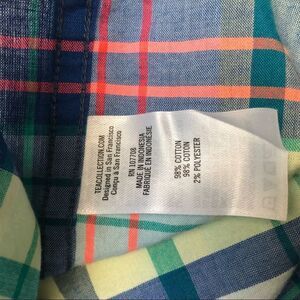 TEACOLLECTION.COM
Designed in San Francisco
Conçu à San Francisco
RN 107708
MADE IN INDONESIA
FABRIQUÉ EN INDONÉSIE
98% COTTON
98% COTON
2% POLYESTER